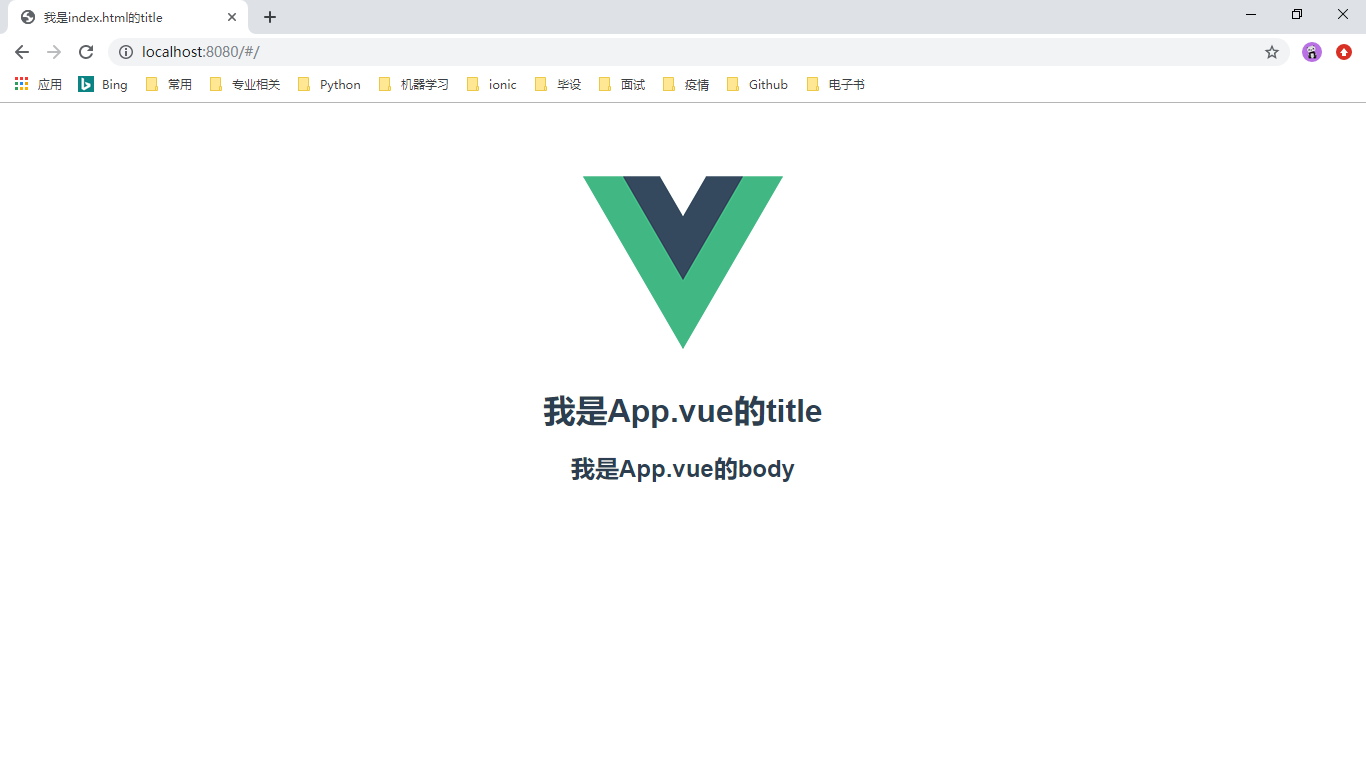 我是index.html的title
localhost:8080/#/
应用 Bing 常用 专业相关 Python 机器学习 ionic 毕设 面试 疫情 Github 电子书
我是App.vue的title
我是App.vue的body